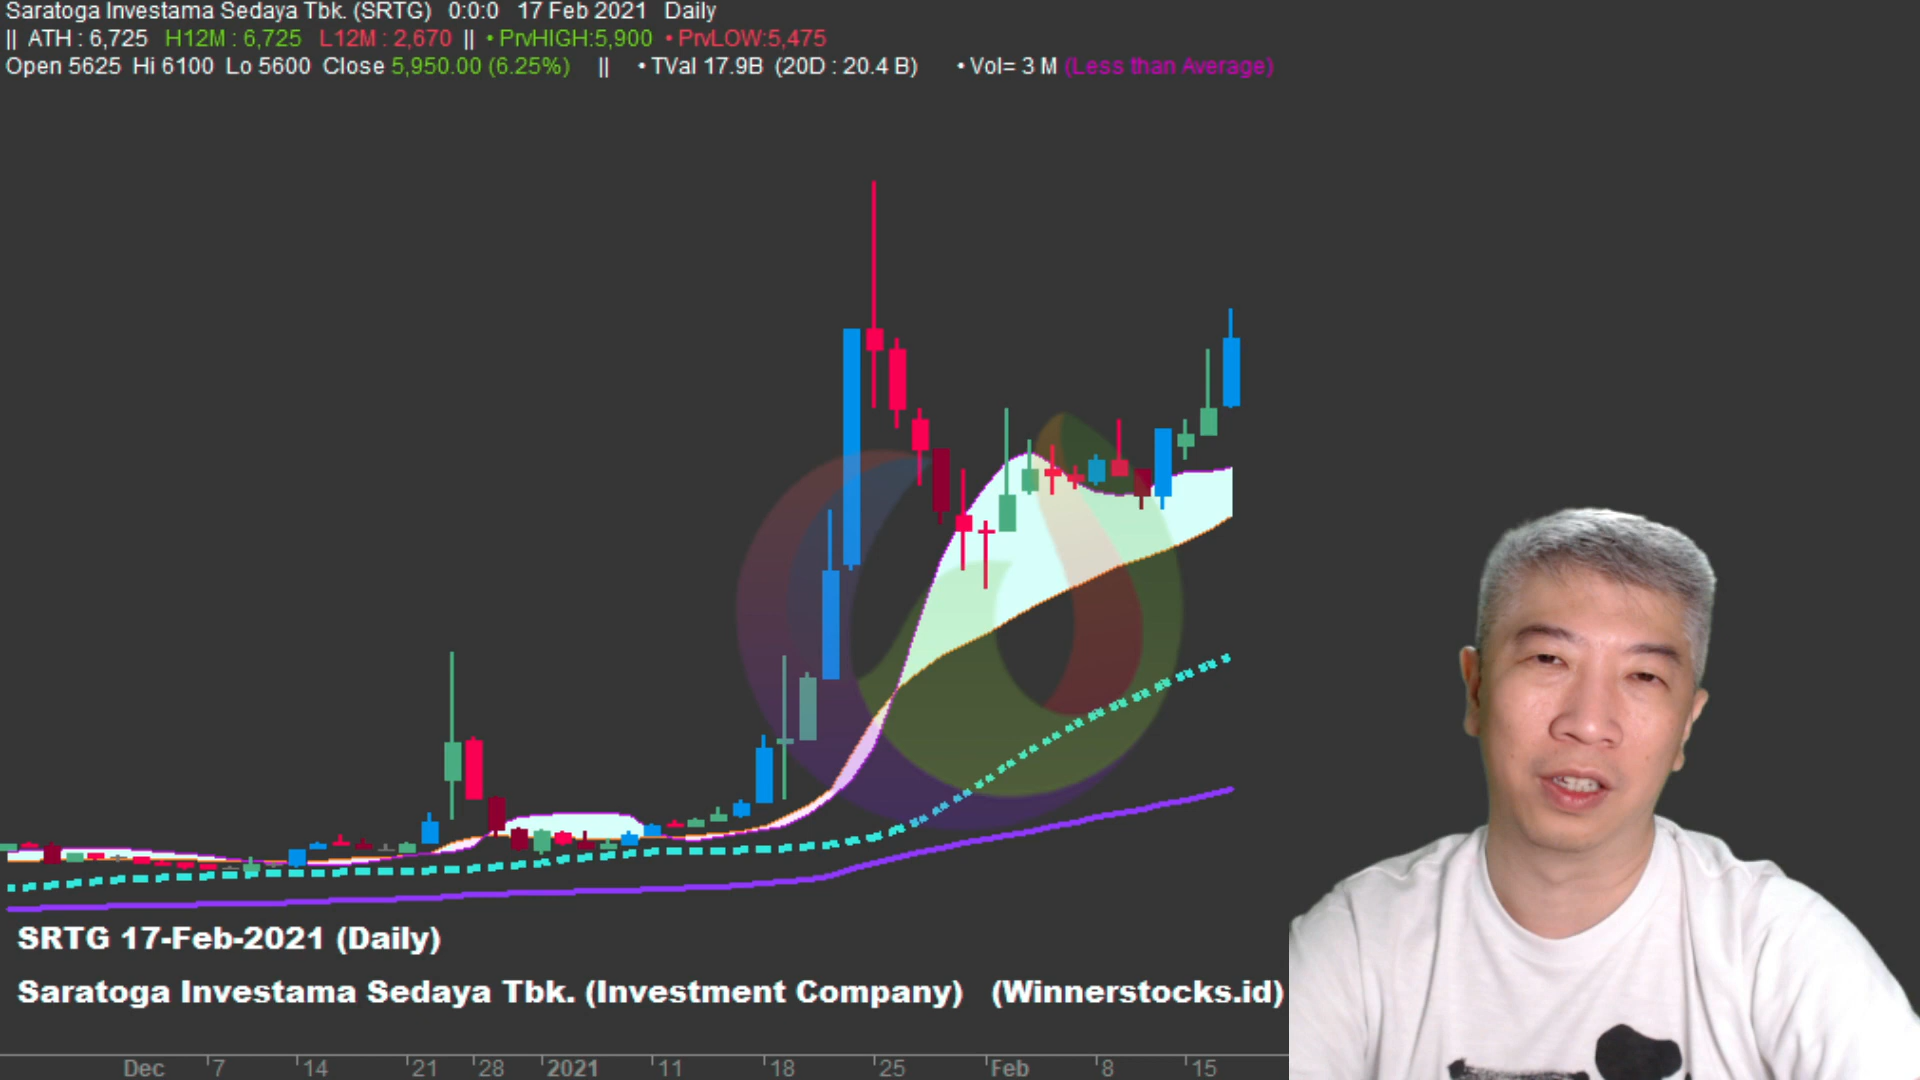 Saratoga Investama Sedaya Tbk. (SRTG) 0:0:0 17 Feb 2021 Daily
|| ATH : 6,725 H12M : 6,725 L12M : 2,670 || • PrvHIGH:5,900 • PrvLOW:5,475
Open 5625 Hi 6100 Lo 5600 Close 5,950.00 (6.25%) || • TVal 17.9B (20D : 20.4 B) • Vol= 3 M (Less than Average)
SRTG 17-Feb-2021 (Daily)
Saratoga Investama Sedaya Tbk. (Investment Company) (Winnerstocks.id)
Dec 7 14 21 28 2021 11 18 25 Feb 8 15